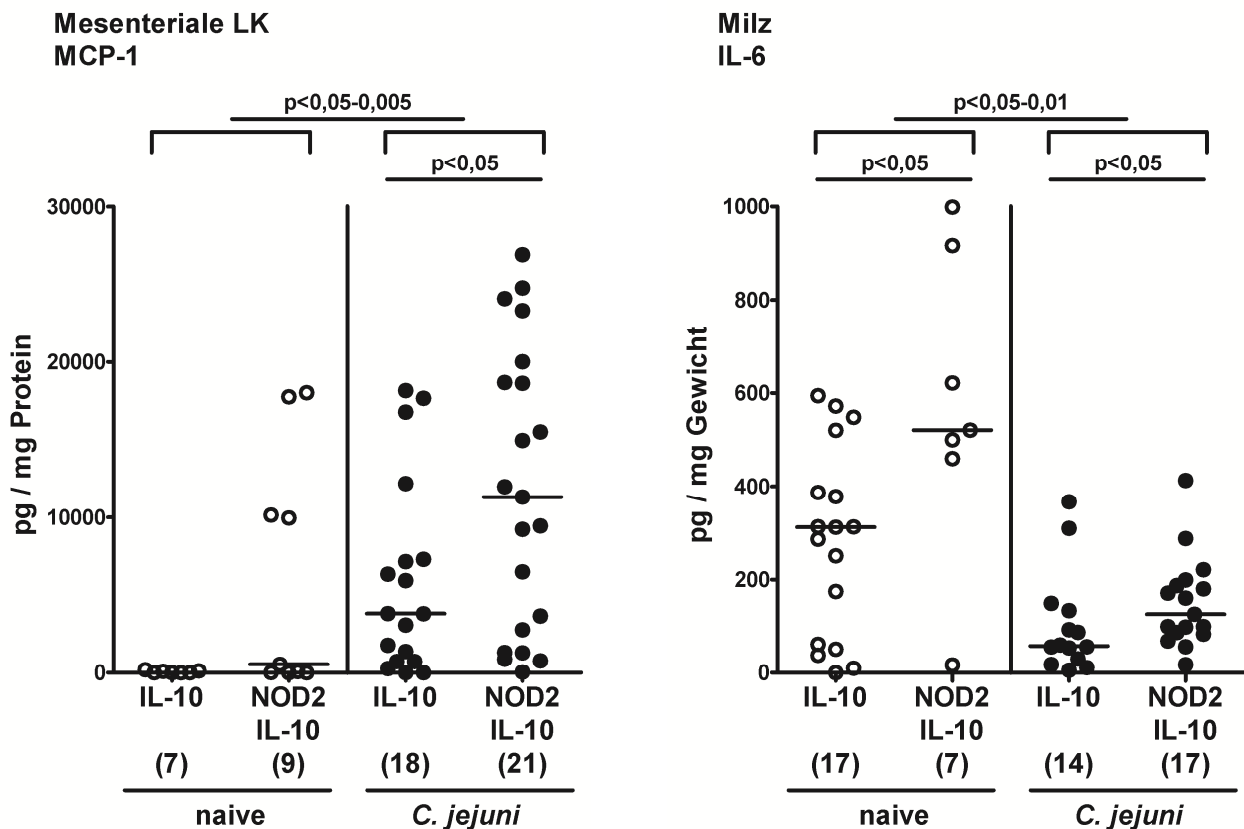 Mesenteriale LK
MCP-1
p<0,05-0,005
p<0,05
pg / mg Protein
30000
20000
10000
0
IL-10
NOD2
IL-10
IL-10
NOD2
IL-10
(7)
(9)
(18)
(21)
naive
C. jejuni
Milz
IL-6
p<0,05-0,01
p<0,05
p<0,05
pg / mg Gewicht
1000
800
600
400
200
0
IL-10
NOD2
IL-10
IL-10
NOD2
IL-10
(17)
(7)
(14)
(17)
naive
C. jejuni